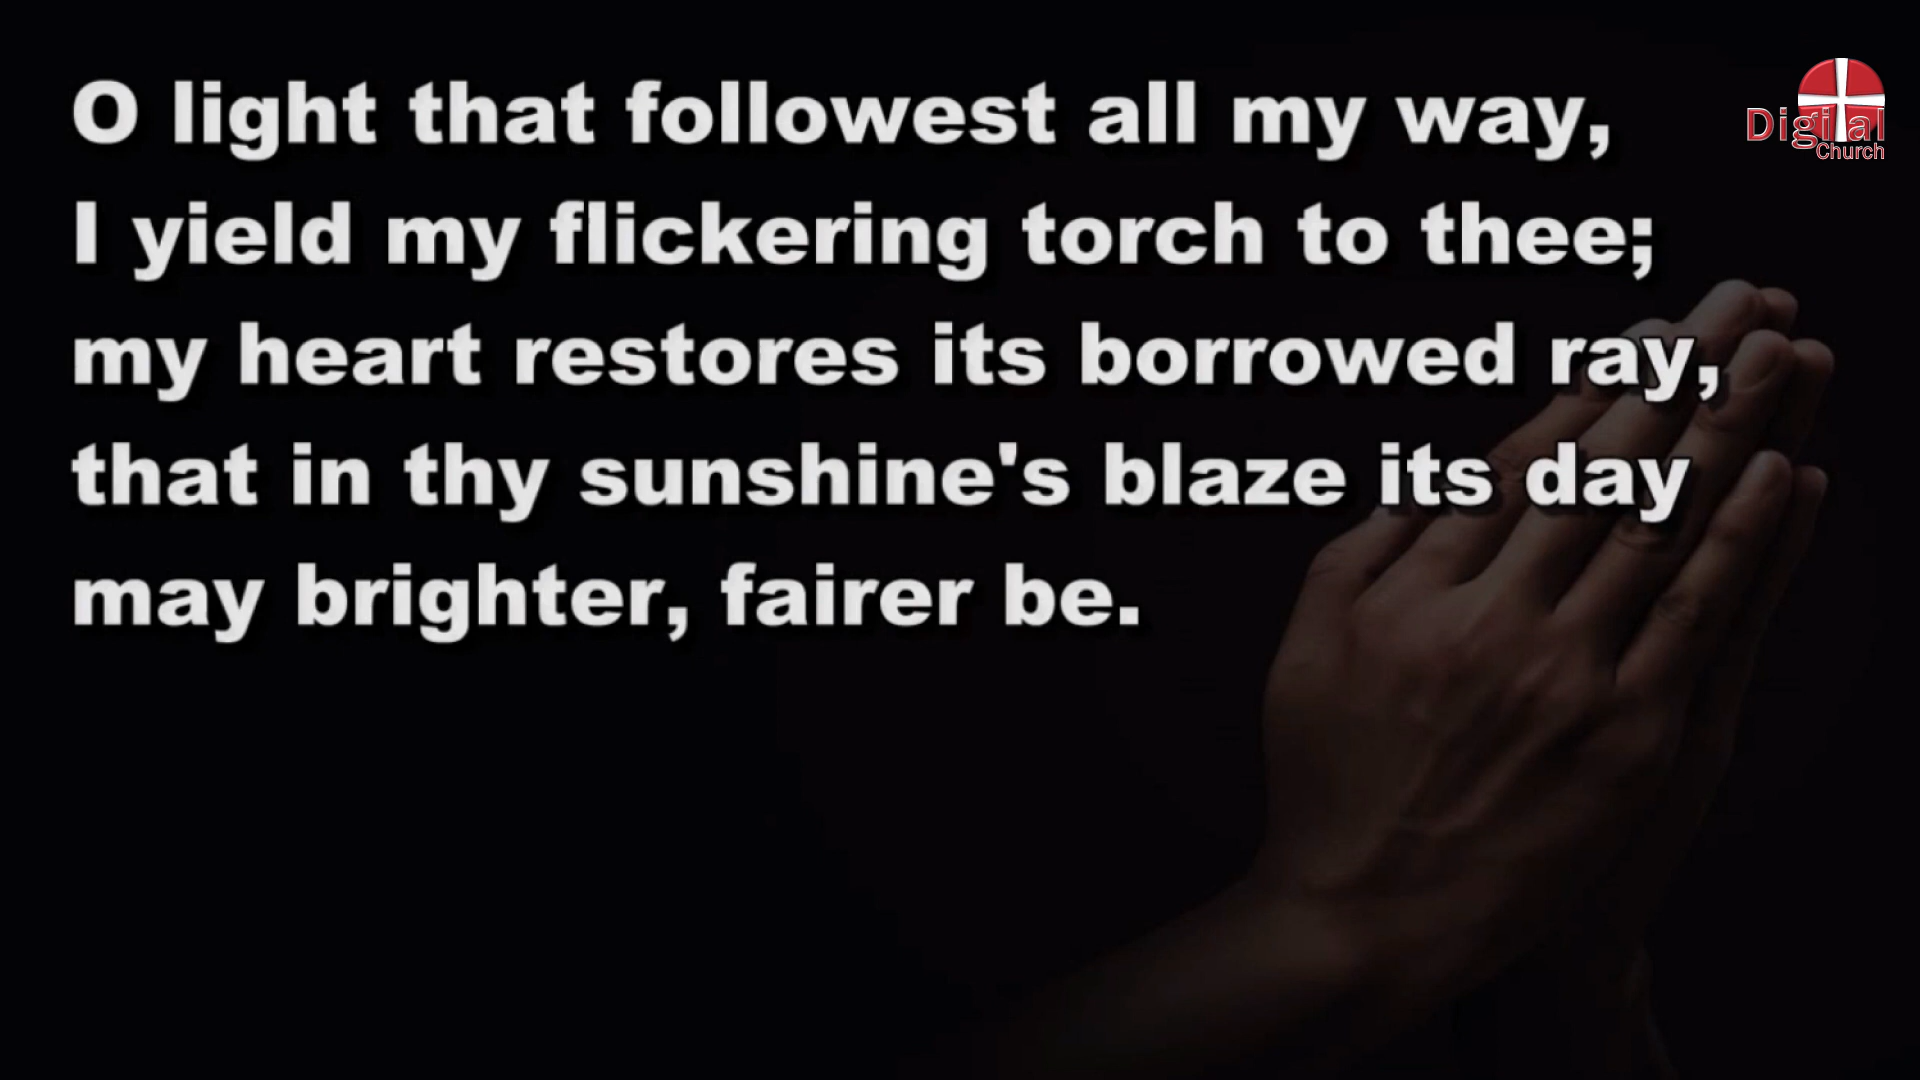 O light that followest all my way,
I yield my flickering torch to thee;
my heart restores its borrowed ray,
that in thy sunshine's blaze its day
may brighter, fairer be.
Digital
Church